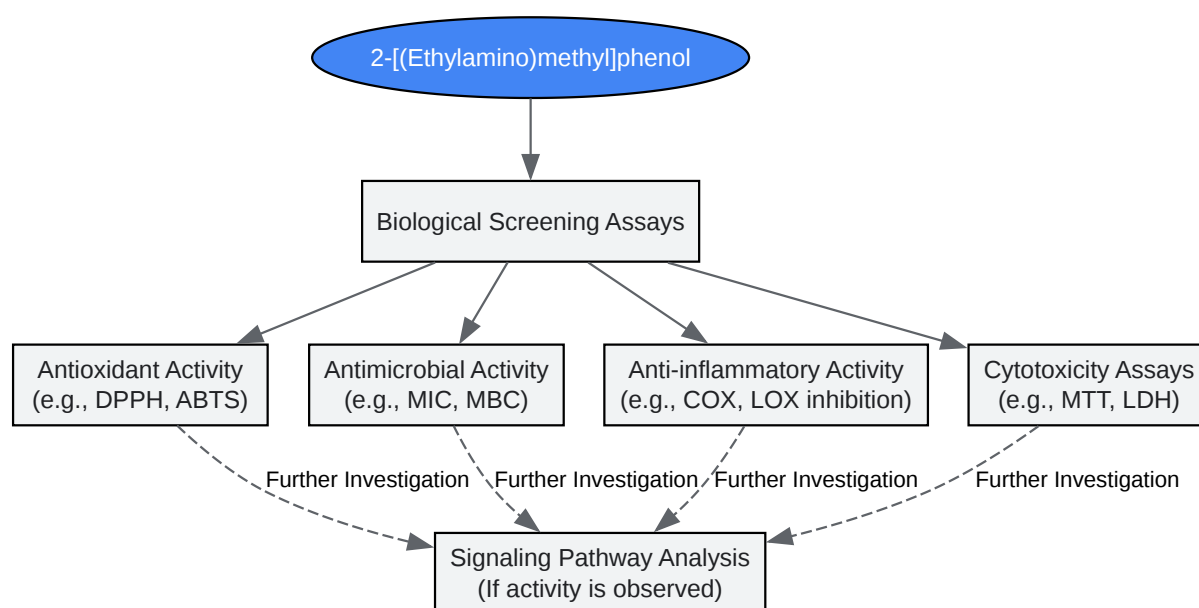 2-[(Ethylamino)methyl]phenol
Biological Screening Assays
Antioxidant Activity
(e.g., DPPH, ABTS)
Antimicrobial Activity
(e.g., MIC, MBC)
Anti-inflammatory Activity
(e.g., COX, LOX inhibition)
Cytotoxicity Assays
(e.g., MTT, LDH)
Further Investigation
Further Investigation
Further Investigation
Further Investigation
Signaling Pathway Analysis
(If activity is observed)